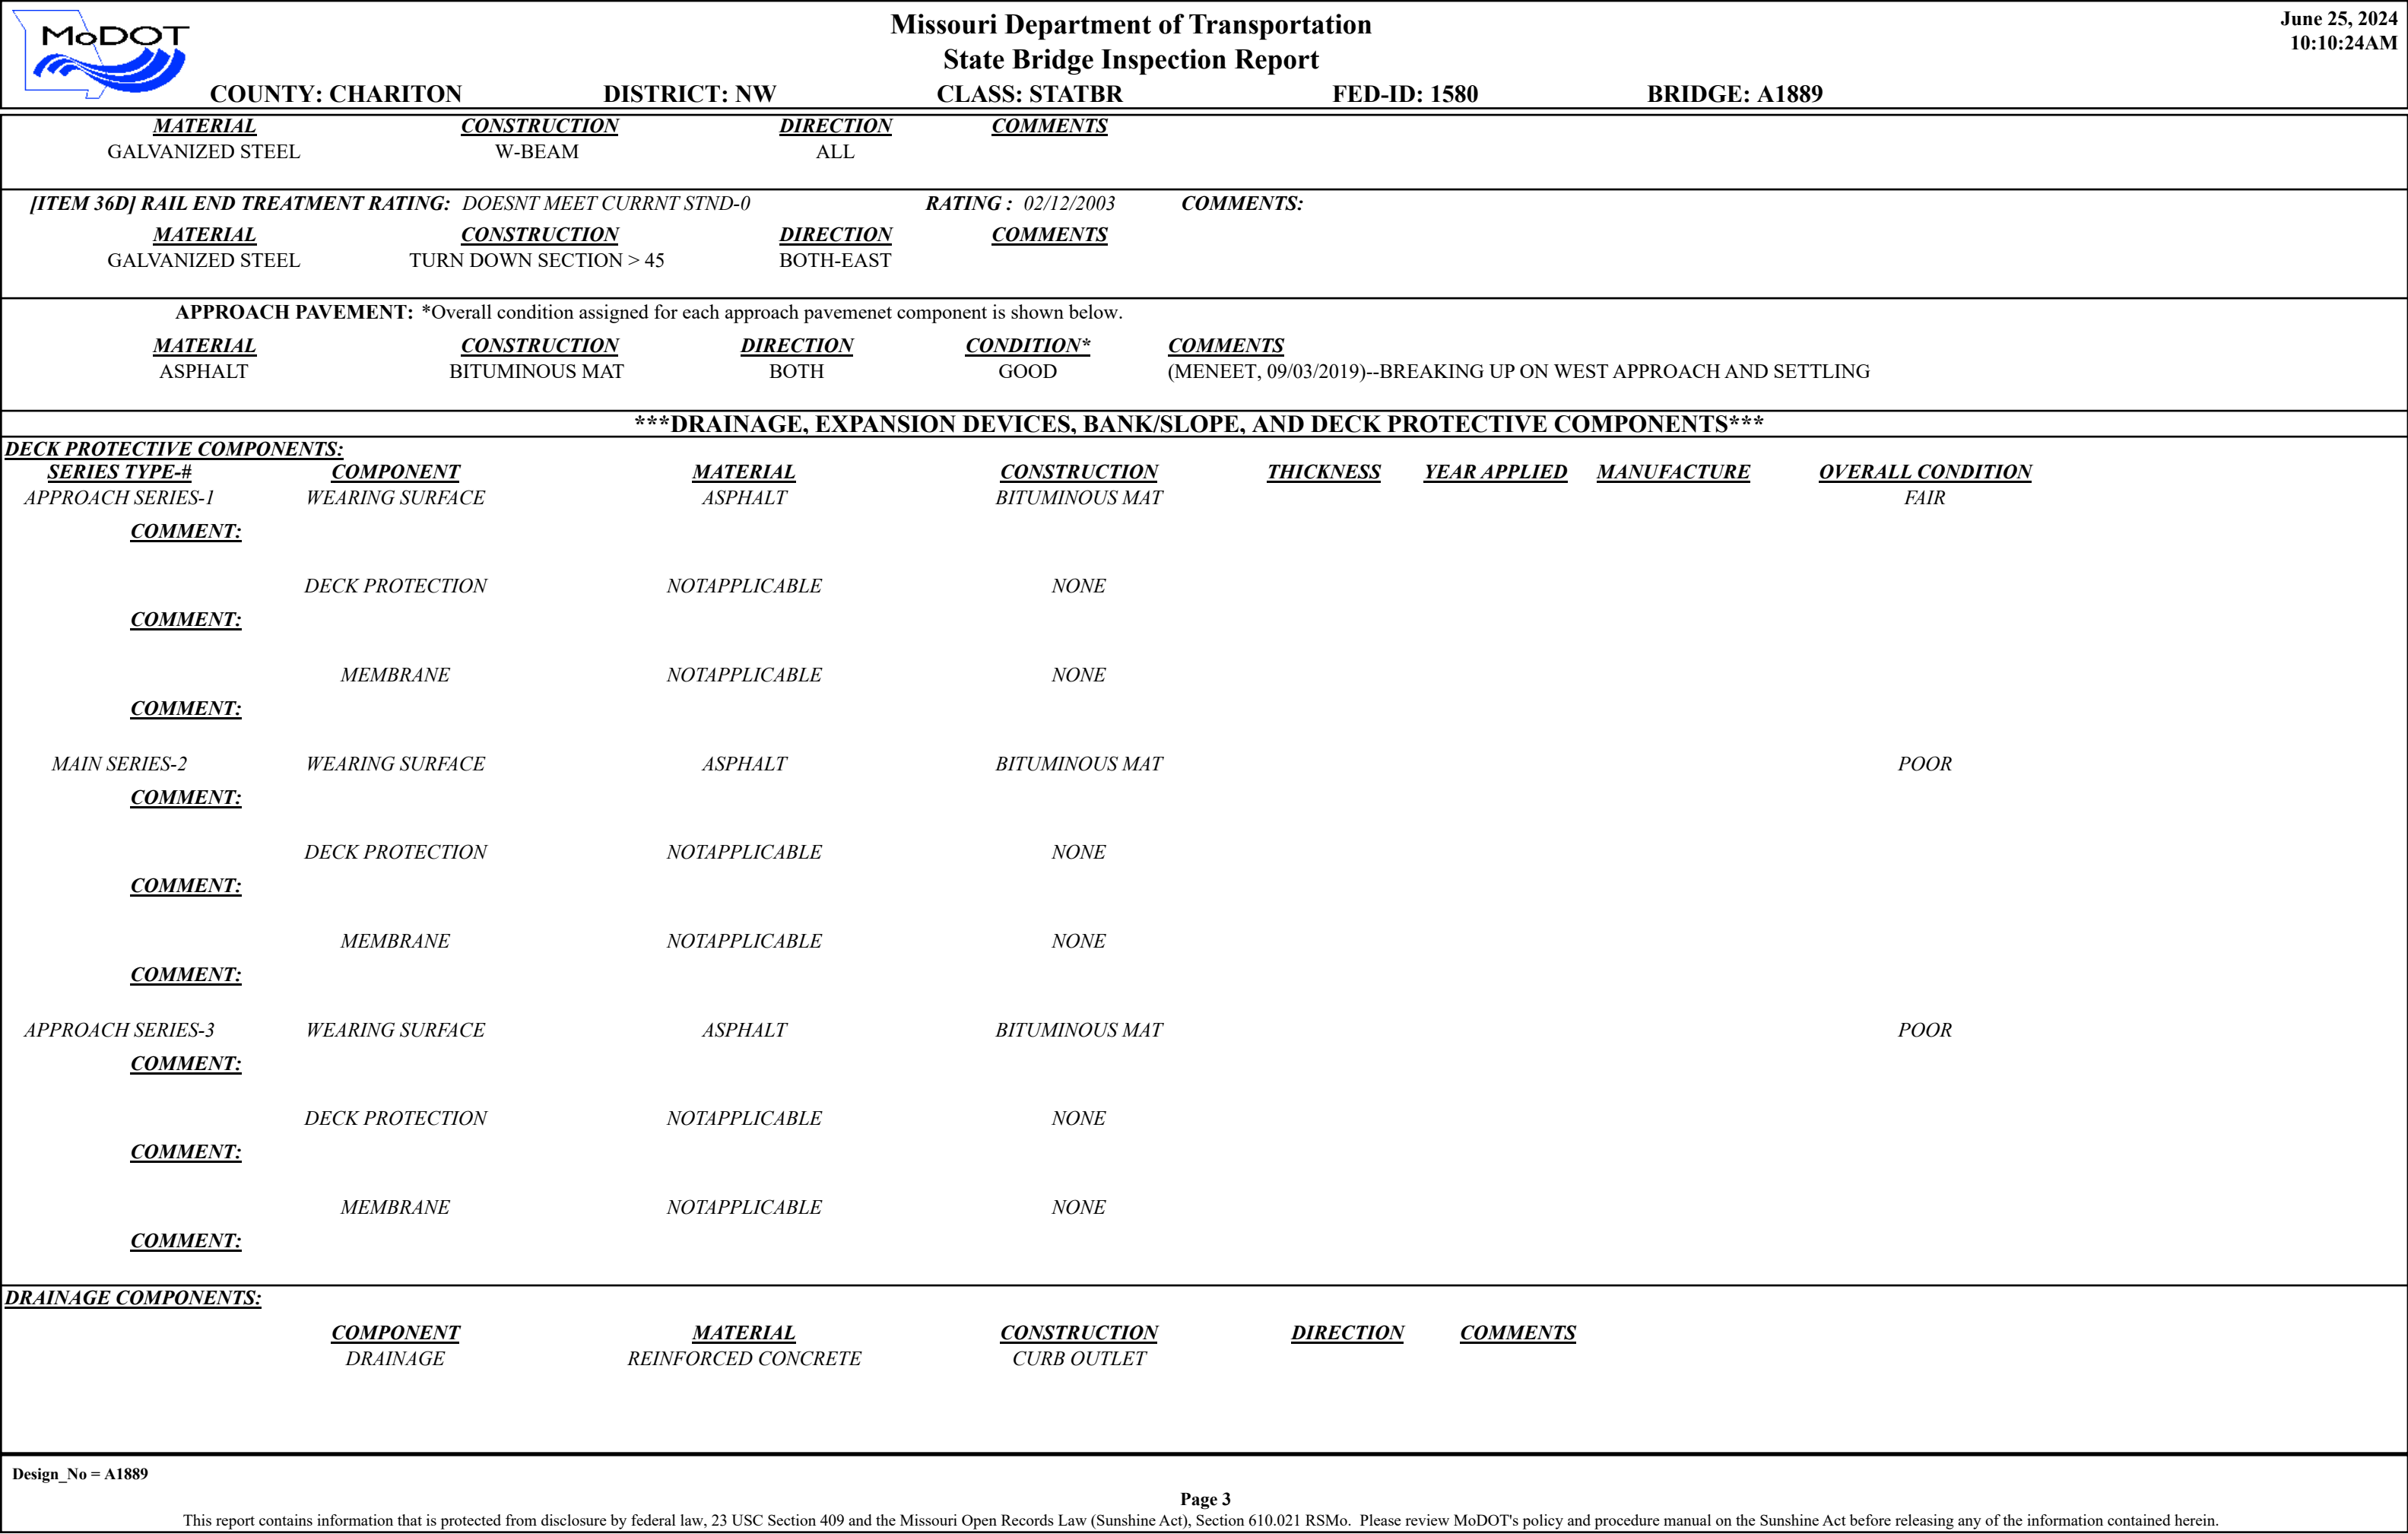 MoDOT
Missouri Department of Transportation
State Bridge Inspection Report
June 25, 2024
10:10:24AM
COUNTY: CHARITON DISTRICT: NW CLASS: STATBR FED-ID: 1580 BRIDGE: A1889
MATERIAL CONSTRUCTION DIRECTION COMMENTS
GALVANIZED STEEL W-BEAM ALL
[ITEM 36D] RAIL END TREATMENT RATING: DOESNT MEET CURRNT STND-0 RATING : 02/12/2003 COMMENTS:
MATERIAL CONSTRUCTION DIRECTION COMMENTS
GALVANIZED STEEL TURN DOWN SECTION > 45 BOTH-EAST
APPROACH PAVEMENT: *Overall condition assigned for each approach pavemenet component is shown below.
MATERIAL CONSTRUCTION DIRECTION CONDITION* COMMENTS
ASPHALT BITUMINOUS MAT BOTH GOOD (MENEET, 09/03/2019)--BREAKING UP ON WEST APPROACH AND SETTLING
***DRAINAGE, EXPANSION DEVICES, BANK/SLOPE, AND DECK PROTECTIVE COMPONENTS***
DECK PROTECTIVE COMPONENTS:
SERIES TYPE-# COMPONENT MATERIAL CONSTRUCTION THICKNESS YEAR APPLIED MANUFACTURE OVERALL CONDITION
APPROACH SERIES-1 WEARING SURFACE ASPHALT BITUMINOUS MAT FAIR
COMMENT:
DECK PROTECTION NOTAPPLICABLE NONE
COMMENT:
MEMBRANE NOTAPPLICABLE NONE
COMMENT:
MAIN SERIES-2 WEARING SURFACE ASPHALT BITUMINOUS MAT POOR
COMMENT:
DECK PROTECTION NOTAPPLICABLE NONE
COMMENT:
MEMBRANE NOTAPPLICABLE NONE
COMMENT:
APPROACH SERIES-3 WEARING SURFACE ASPHALT BITUMINOUS MAT POOR
COMMENT:
DECK PROTECTION NOTAPPLICABLE NONE
COMMENT:
MEMBRANE NOTAPPLICABLE NONE
COMMENT:
DRAINAGE COMPONENTS:
COMPONENT MATERIAL CONSTRUCTION DIRECTION COMMENTS
DRAINAGE REINFORCED CONCRETE CURB OUTLET
Design_No = A1889
Page 3
This report contains information that is protected from disclosure by federal law, 23 USC Section 409 and the Missouri Open Records Law (Sunshine Act), Section 610.021 RSMo. Please review MoDOT's policy and procedure manual on the Sunshine Act before releasing any of the information contained herein.